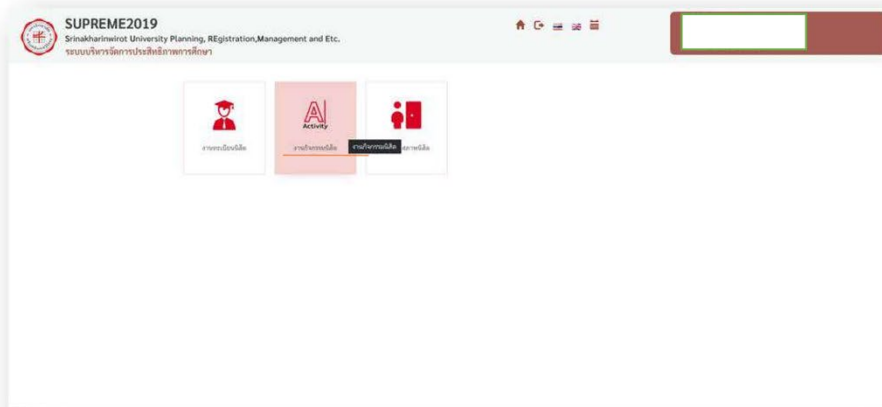 SUPREME2019
Srinakharinwirot University Planning, REgistration,Management and Etc.
ระบบบริหารจัดการประสิทธิภาพการศึกษา
Activity
งานทะเบียนนิสิต
งานกิจกรรมนิสิต
งานกิจกรรมนิสิต